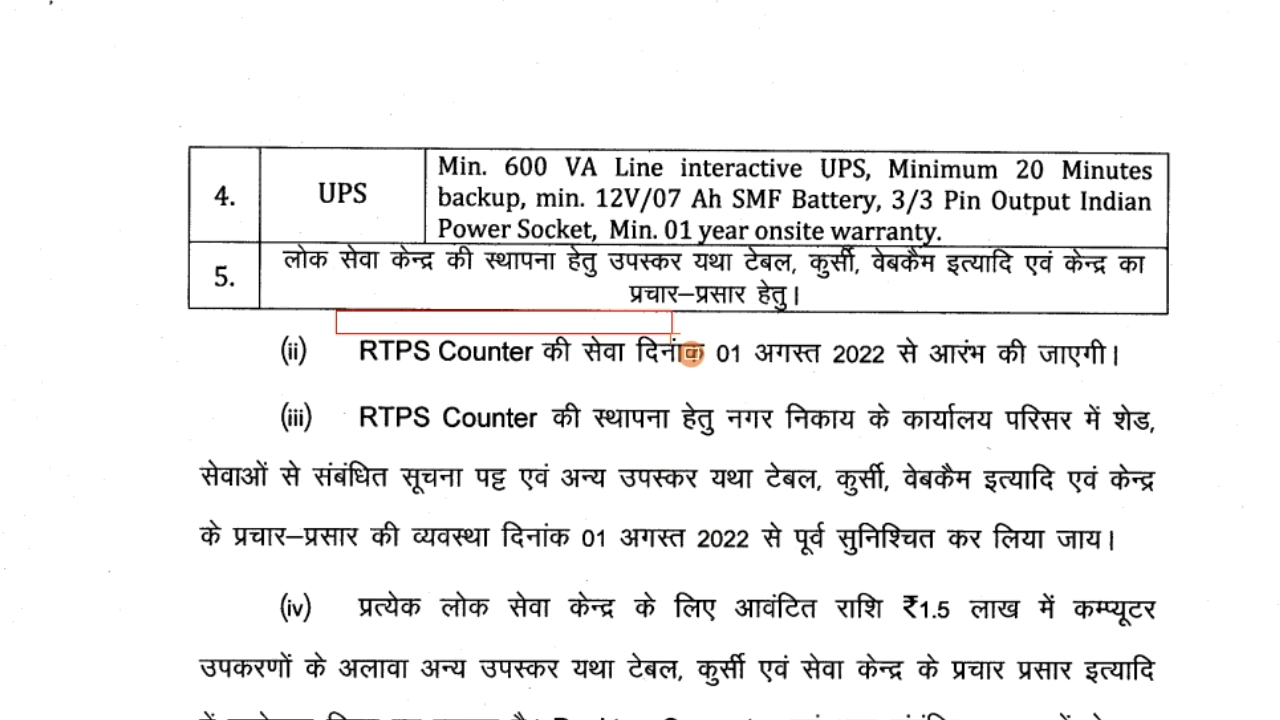 4.
UPS
Min. 600 VA Line interactive UPS, Minimum 20 Minutes
backup, min. 12V/07 Ah SMF Battery, 3/3 Pin Output Indian
Power Socket, Min. 01 year onsite warranty.
5.
लोक सेवा केन्द्र की स्थापना हेतु उपस्कर यथा टेबल, कुर्सी, वेबकैम इत्यादि एवं केन्द्र का
प्रचार–प्रसार हेतु।
(ii) RTPS Counter की सेवा दिनांक 01 अगस्त 2022 से आरंभ की जाएगी।
(iii) RTPS Counter की स्थापना हेतु नगर निकाय के कार्यालय परिसर में शेड,
सेवाओं से संबंधित सूचना पट्ट एवं अन्य उपस्कर यथा टेबल, कुर्सी, वेबकैम इत्यादि एवं केन्द्र
के प्रचार–प्रसार की व्यवस्था दिनांक 01 अगस्त 2022 से पूर्व सुनिश्चित कर लिया जाय।
(iv) प्रत्येक लोक सेवा केन्द्र के लिए आवंटित राशि ₹1.5 लाख में कम्प्यूटर
उपकरणों के अलावा अन्य उपस्कर यथा टेबल, कुर्सी एवं सेवा केन्द्र के प्रचार प्रसार इत्यादि